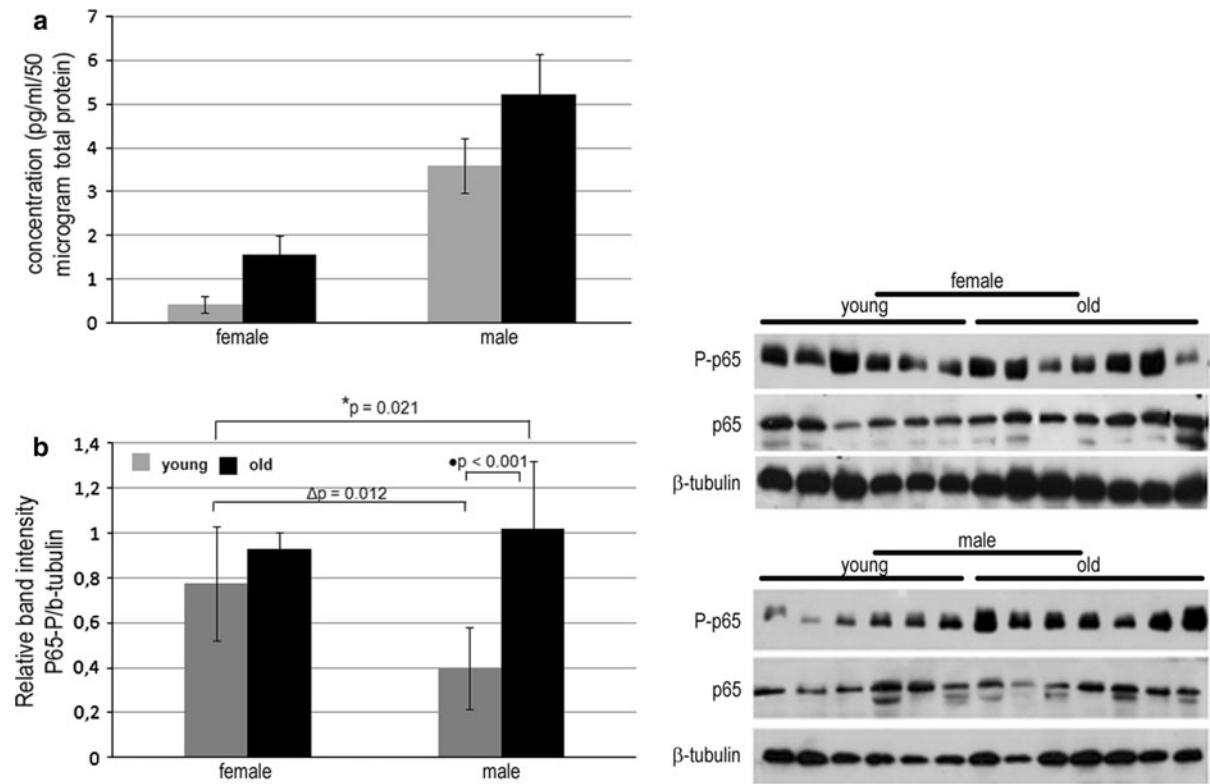 a
concentration (pg/ml/50
microgram total protein)
7
6
5
4
3
2
1
0
female male
b
Relative band intensity
P65-P/b-tubulin
*p = 0.021
1,4
1,2
1
0,8
0,6
0,4
0,2
0
young old
•p < 0.001
Δp = 0.012
female male
female
young old
P-p65
p65
β-tubulin
male
young old
P-p65
p65
β-tubulin